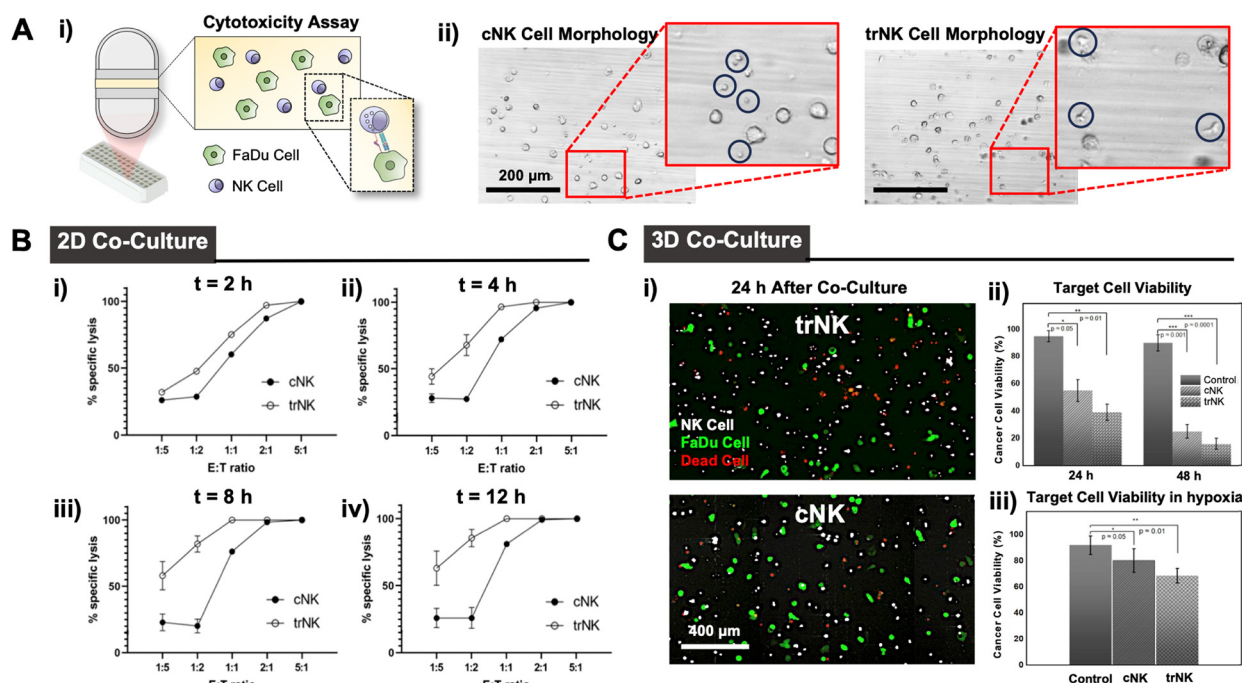 A
i)
Cytotoxicity Assay
FaDu Cell
NK Cell
ii)
cNK Cell Morphology
200 µm
trNK Cell Morphology
B
2D Co-Culture
i)
t = 2 h
% specific lysis
100
50
0
cNK
trNK
1:5 1:2 1:1 2:1 5:1
E:T ratio
ii)
t = 4 h
% specific lysis
100
50
0
cNK
trNK
1:5 1:2 1:1 2:1 5:1
E:T ratio
iii)
t = 8 h
% specific lysis
100
50
0
cNK
trNK
1:5 1:2 1:1 2:1 5:1
E:T ratio
iv)
t = 12 h
% specific lysis
100
50
0
cNK
trNK
1:5 1:2 1:1 2:1 5:1
E:T ratio
C
3D Co-Culture
i)
24 h After Co-Culture
trNK
NK Cell
FaDu Cell
Dead Cell
cNK
400 µm
ii)
Target Cell Viability
Cancer Cell Viability (%)
100
80
60
40
20
0
**
* p = 0.01
p = 0.05
***
*** p = 0.0001
p = 0.001
Control
cNK
trNK
24 h
48 h
iii)
Target Cell Viability in hypoxia
Cancer Cell Viability (%)
100
80
60
40
20
0
**
*
p = 0.05 p = 0.01
Control cNK trNK